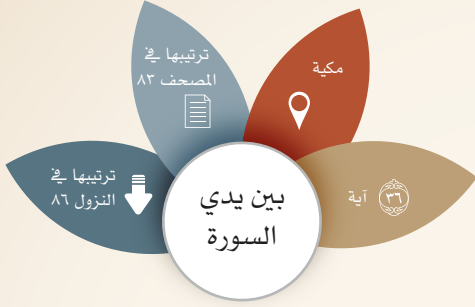 بين يدي
السورة
مكية
٣٦ آية
ترتيبها في
المصحف ٨٣
ترتيبها في
النزول ٨٦